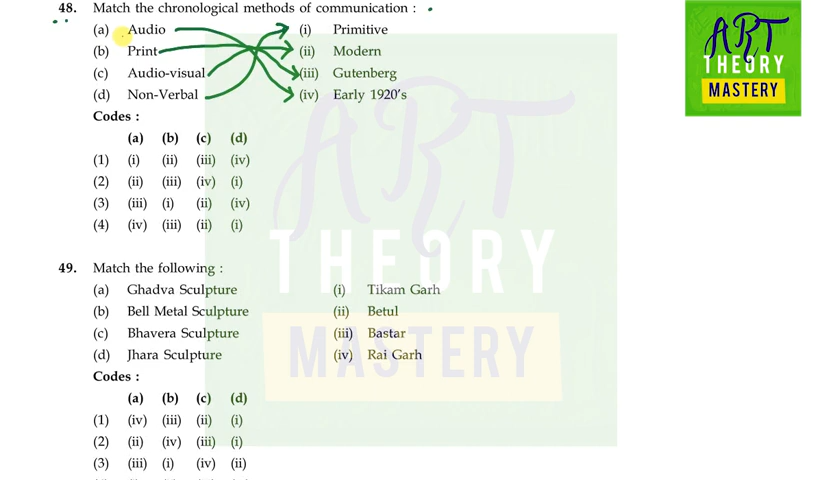 48. Match the chronological methods of communication :
(a) Audio (i) Primitive
(b) Print (ii) Modern
(c) Audio-visual (iii) Gutenberg
(d) Non-Verbal (iv) Early 1920's
Codes :
(a) (b) (c) (d)
(1) (i) (ii) (iii) (iv)
(2) (ii) (iii) (iv) (i)
(3) (iii) (i) (ii) (iv)
(4) (iv) (iii) (ii) (i)
49. Match the following :
(a) Ghadva Sculpture (i) Tikam Garh
(b) Bell Metal Sculpture (ii) Betul
(c) Bhavera Sculpture (iii) Bastar
(d) Jhara Sculpture (iv) Rai Garh
Codes :
(a) (b) (c) (d)
(1) (iv) (iii) (ii) (i)
(2) (ii) (iv) (iii) (i)
(3) (iii) (i) (iv) (ii)
ART
THEORY
MASTERY
ART
THEORY
MASTERY